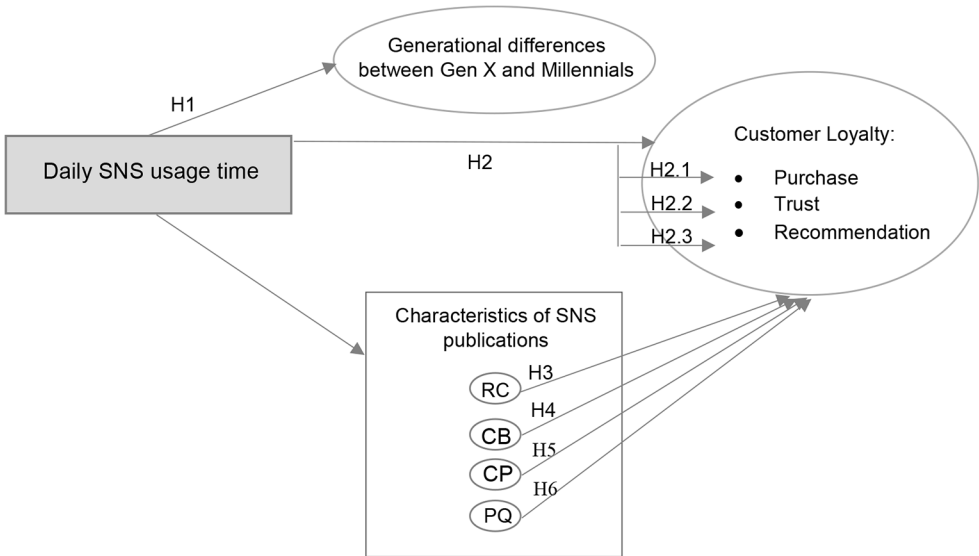 Generational differences
between Gen X and Millennials
H1
Daily SNS usage time
H2
Customer Loyalty:
H2.1
• Purchase
H2.2
• Trust
H2.3
• Recommendation
Characteristics of SNS
publications
RC
H3
CB
H4
CP
H5
PQ
H6